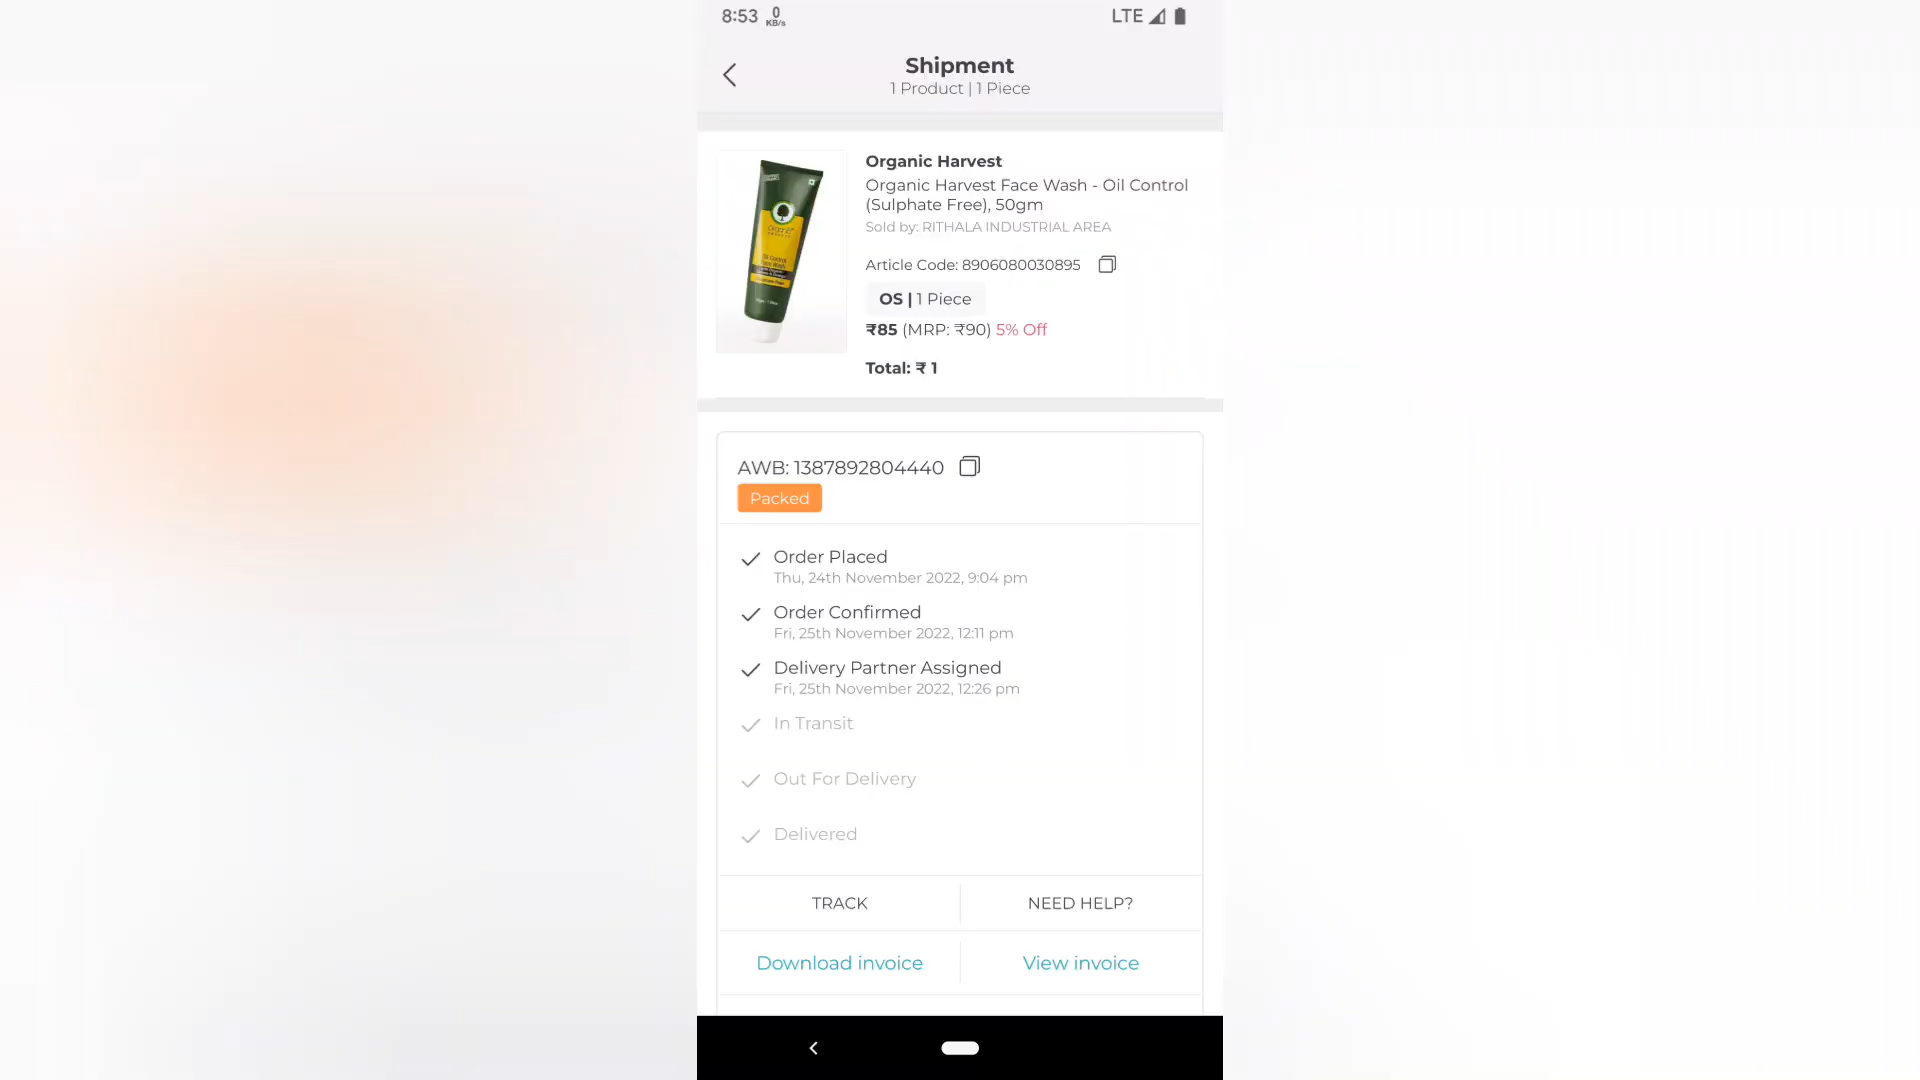 8:53 0 KB/s LTE
Shipment
1 Product | 1 Piece
Organic Harvest
Organic Harvest Face Wash - Oil Control
(Sulphate Free), 50gm
Sold by: RITHALA INDUSTRIAL AREA
Article Code: 8906080030895
OS | 1 Piece
₹85 (MRP: ₹90) 5% Off
Total: ₹ 1
AWB: 1387892804440
Packed
Order Placed
Thu, 24th November 2022, 9:04 pm
Order Confirmed
Fri, 25th November 2022, 12:11 pm
Delivery Partner Assigned
Fri, 25th November 2022, 12:26 pm
In Transit
Out For Delivery
Delivered
TRACK
NEED HELP?
Download invoice
View invoice